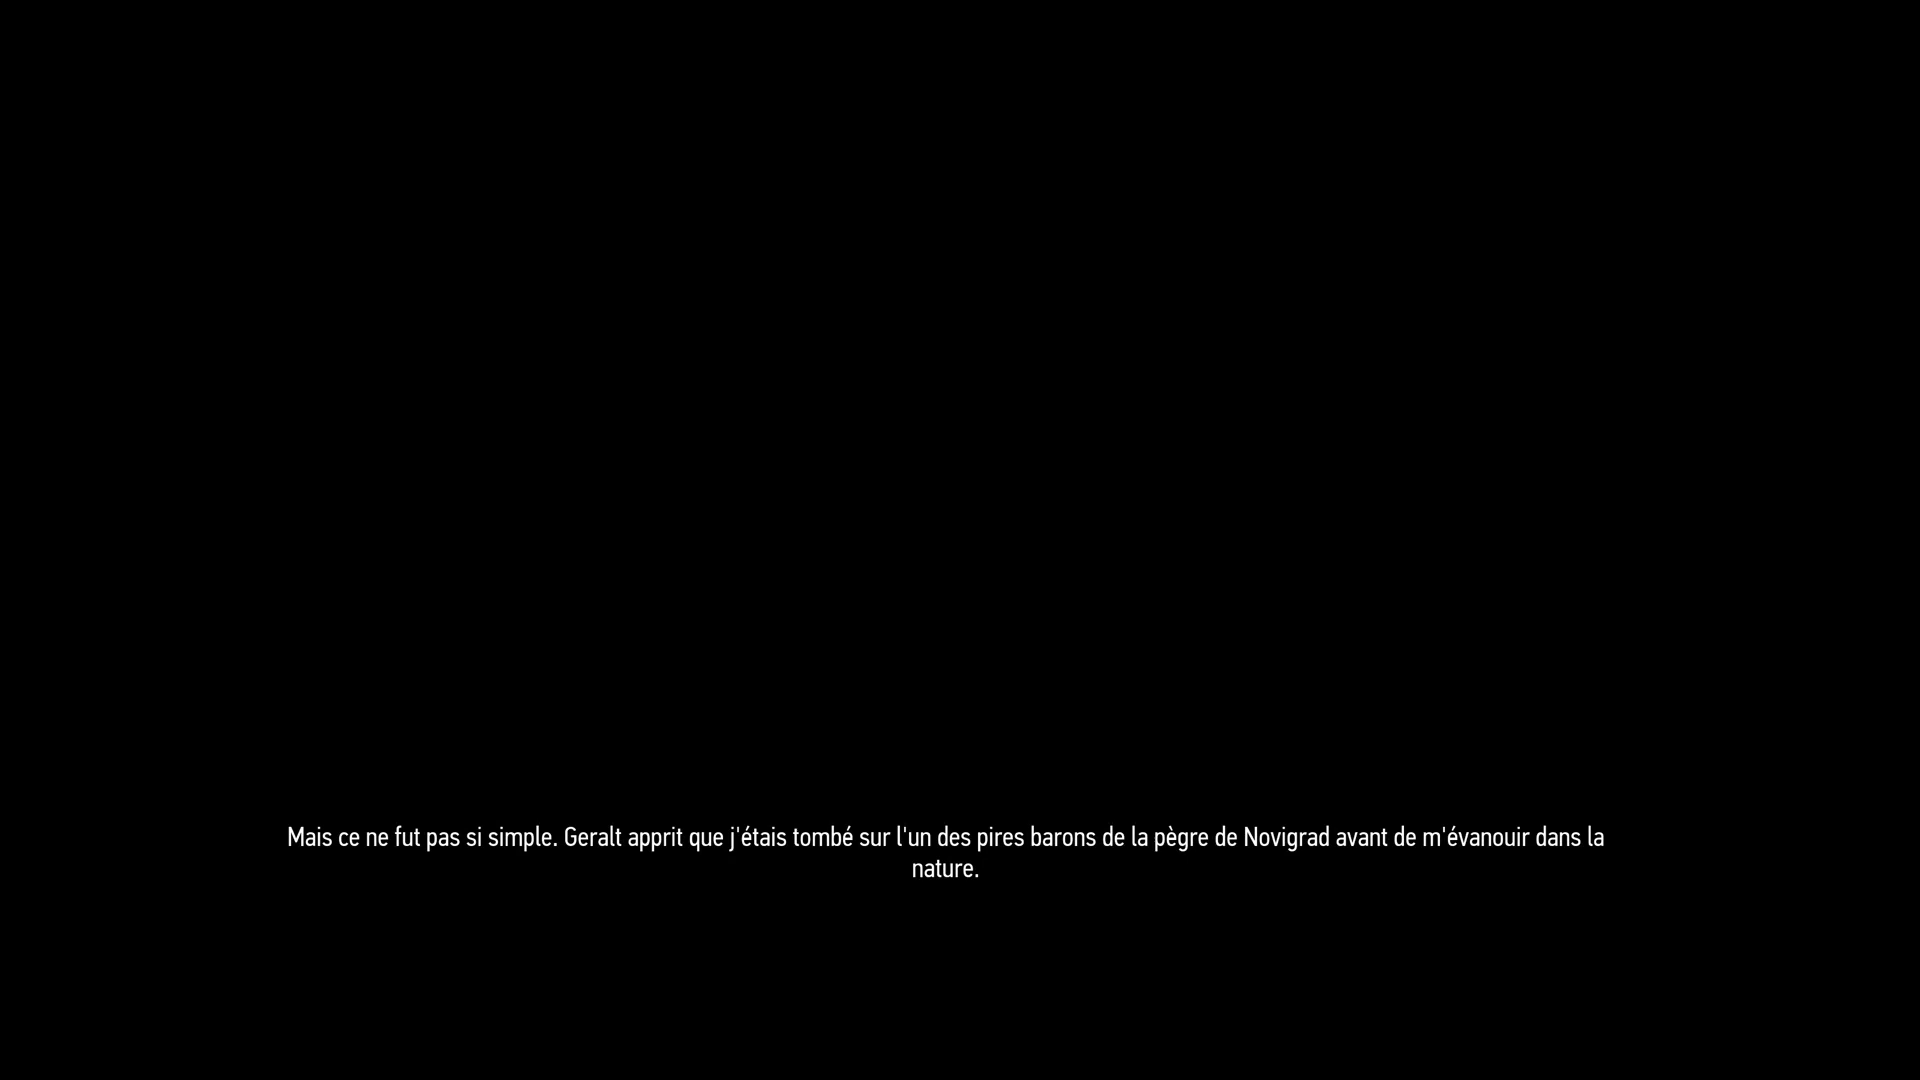 Mais ce ne fut pas si simple. Geralt apprit que j'étais tombé sur l'un des pires barons de la pègre de Novigrad avant de m'évanouir dans la
nature.